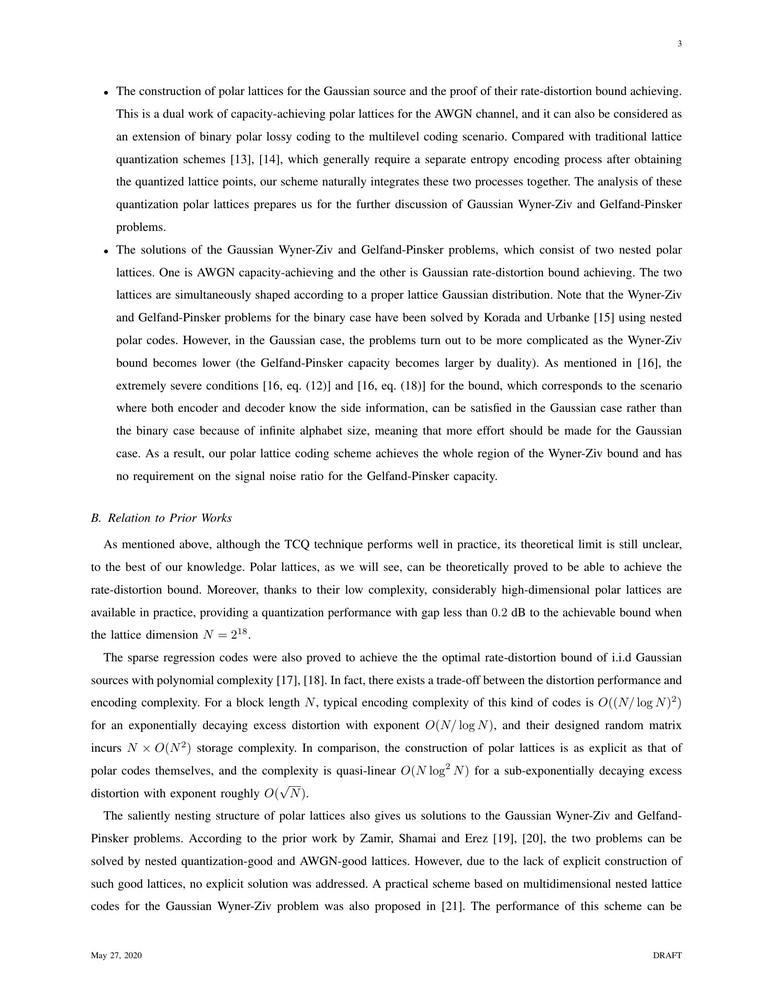 3
• The construction of polar lattices for the Gaussian source and the proof of their rate-distortion bound achieving.
This is a dual work of capacity-achieving polar lattices for the AWGN channel, and it can also be considered as
an extension of binary polar lossy coding to the multilevel coding scenario. Compared with traditional lattice
quantization schemes [13], [14], which generally require a separate entropy encoding process after obtaining
the quantized lattice points, our scheme naturally integrates these two processes together. The analysis of these
quantization polar lattices prepares us for the further discussion of Gaussian Wyner-Ziv and Gelfand-Pinsker
problems.
• The solutions of the Gaussian Wyner-Ziv and Gelfand-Pinsker problems, which consist of two nested polar
lattices. One is AWGN capacity-achieving and the other is Gaussian rate-distortion bound achieving. The two
lattices are simultaneously shaped according to a proper lattice Gaussian distribution. Note that the Wyner-Ziv
and Gelfand-Pinsker problems for the binary case have been solved by Korada and Urbanke [15] using nested
polar codes. However, in the Gaussian case, the problems turn out to be more complicated as the Wyner-Ziv
bound becomes lower (the Gelfand-Pinsker capacity becomes larger by duality). As mentioned in [16], the
extremely severe conditions [16, eq. (12)] and [16, eq. (18)] for the bound, which corresponds to the scenario
where both encoder and decoder know the side information, can be satisfied in the Gaussian case rather than
the binary case because of infinite alphabet size, meaning that more effort should be made for the Gaussian
case. As a result, our polar lattice coding scheme achieves the whole region of the Wyner-Ziv bound and has
no requirement on the signal noise ratio for the Gelfand-Pinsker capacity.
B. Relation to Prior Works
As mentioned above, although the TCQ technique performs well in practice, its theoretical limit is still unclear,
to the best of our knowledge. Polar lattices, as we will see, can be theoretically proved to be able to achieve the
rate-distortion bound. Moreover, thanks to their low complexity, considerably high-dimensional polar lattices are
available in practice, providing a quantization performance with gap less than 0.2 dB to the achievable bound when
the lattice dimension $N = 2^{18}$.
The sparse regression codes were also proved to achieve the the optimal rate-distortion bound of i.i.d Gaussian
sources with polynomial complexity [17], [18]. In fact, there exists a trade-off between the distortion performance and
encoding complexity. For a block length $N$, typical encoding complexity of this kind of codes is $O((N/\log N)^2)$
for an exponentially decaying excess distortion with exponent $O(N/\log N)$, and their designed random matrix
incurs $N \times O(N^2)$ storage complexity. In comparison, the construction of polar lattices is as explicit as that of
polar codes themselves, and the complexity is quasi-linear $O(N \log^2 N)$ for a sub-exponentially decaying excess
distortion with exponent roughly $O(\sqrt{N})$.
The saliently nesting structure of polar lattices also gives us solutions to the Gaussian Wyner-Ziv and Gelfand-
Pinsker problems. According to the prior work by Zamir, Shamai and Erez [19], [20], the two problems can be
solved by nested quantization-good and AWGN-good lattices. However, due to the lack of explicit construction of
such good lattices, no explicit solution was addressed. A practical scheme based on multidimensional nested lattice
codes for the Gaussian Wyner-Ziv problem was also proposed in [21]. The performance of this scheme can be
May 27, 2020
DRAFT